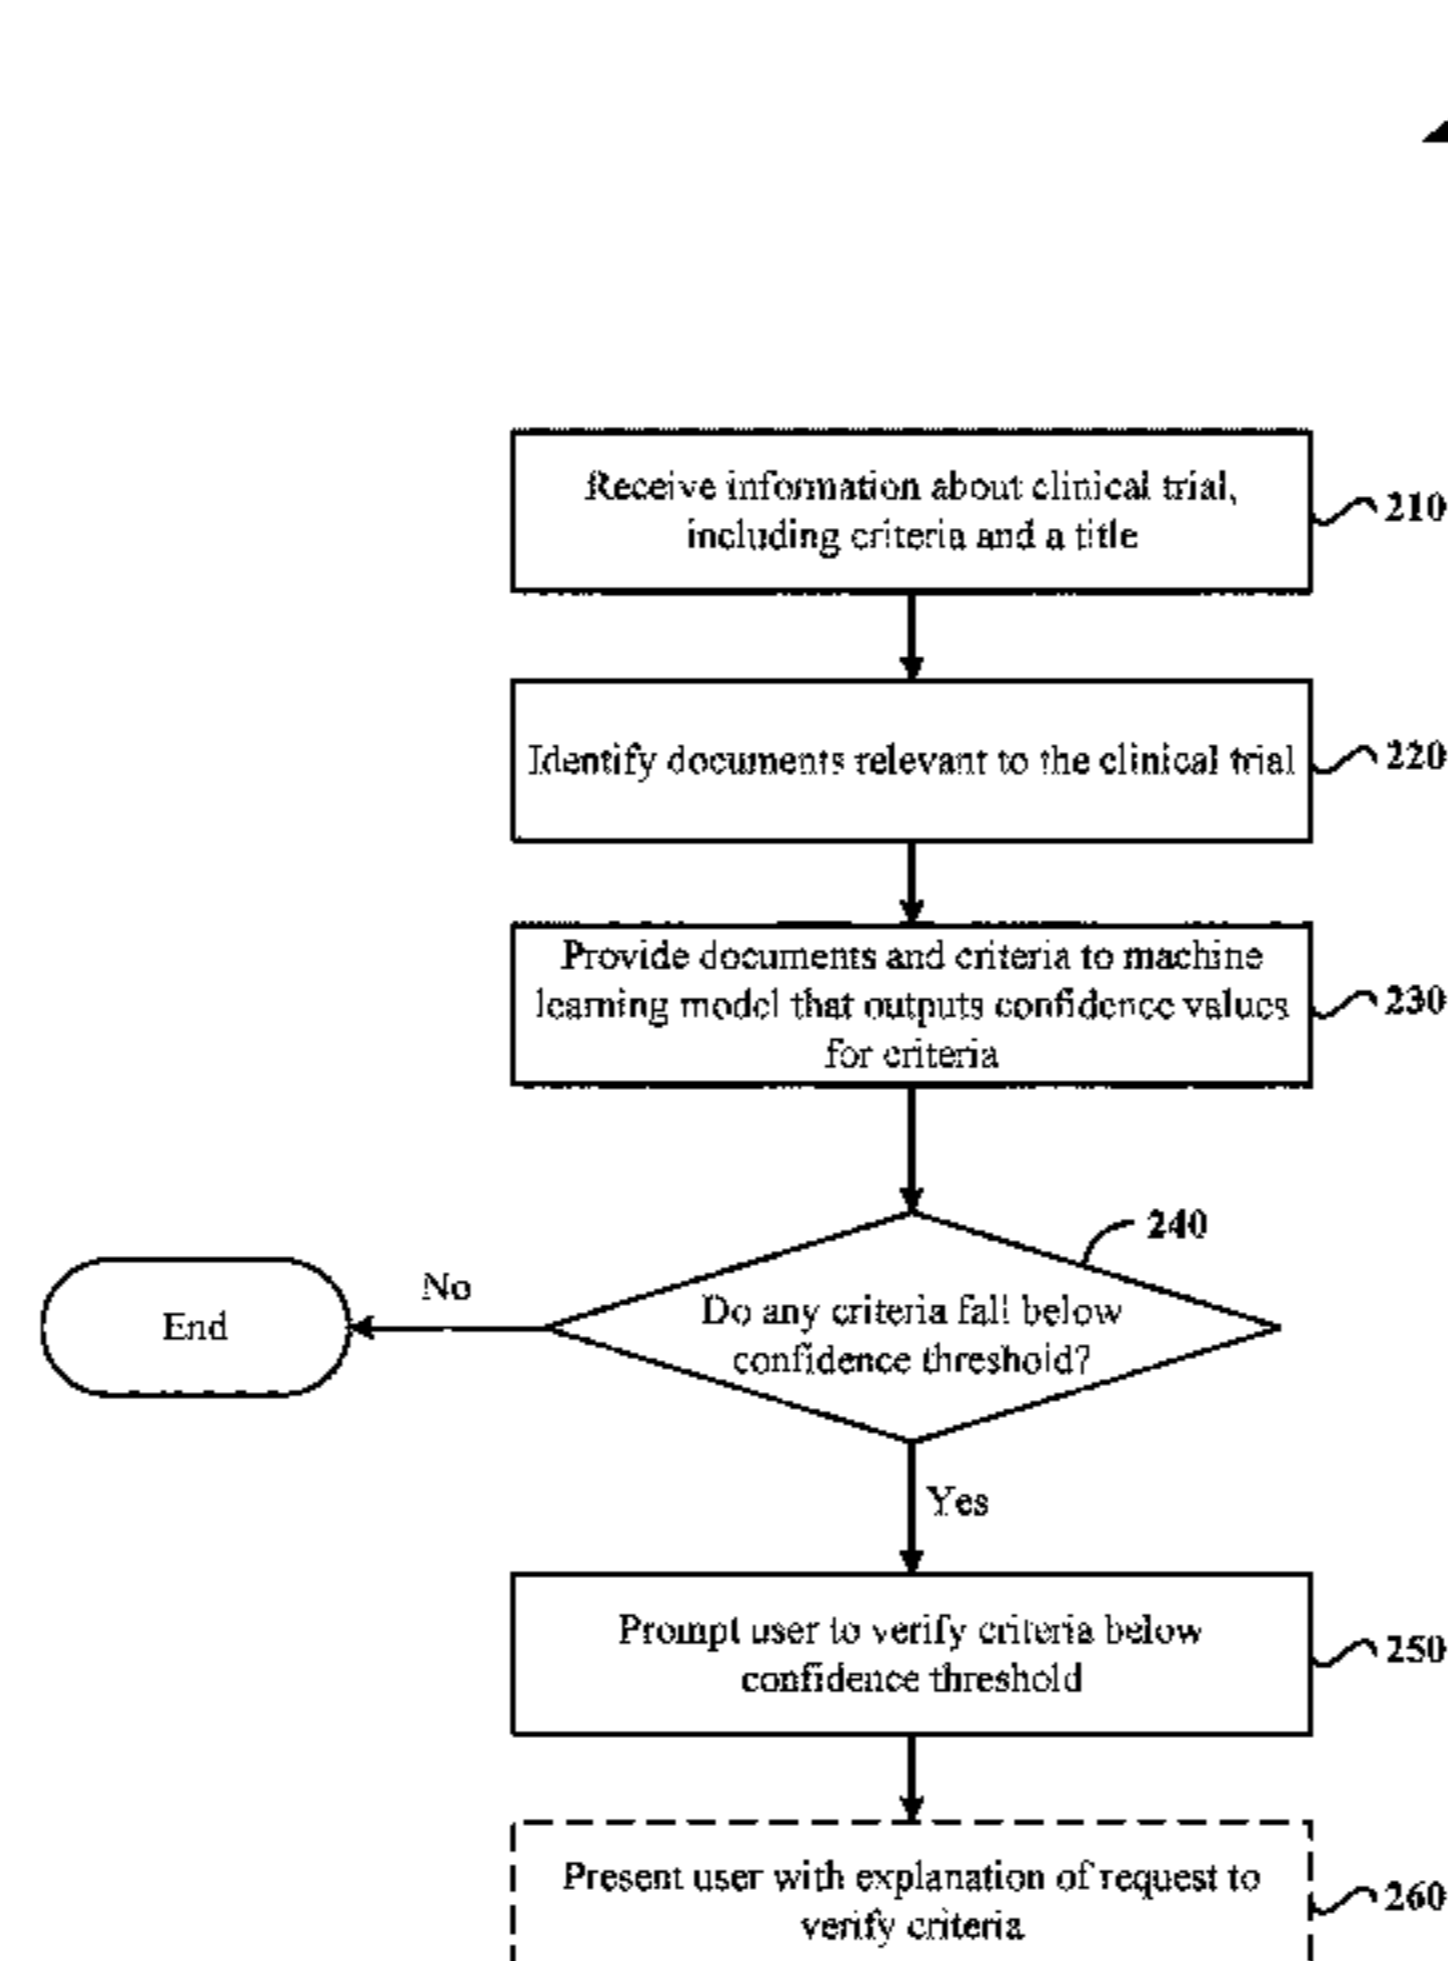 Receive information about clinical trial,
including criteria and a title
210
Identify documents relevant to the clinical trial
220
Provide documents and criteria to machine
learning model that outputs confidence values
for criteria
230
240
Do any criteria fall below
confidence threshold?
No
End
Yes
Prompt user to verify criteria below
confidence threshold
250
Present user with explanation of request to
verify criteria
260